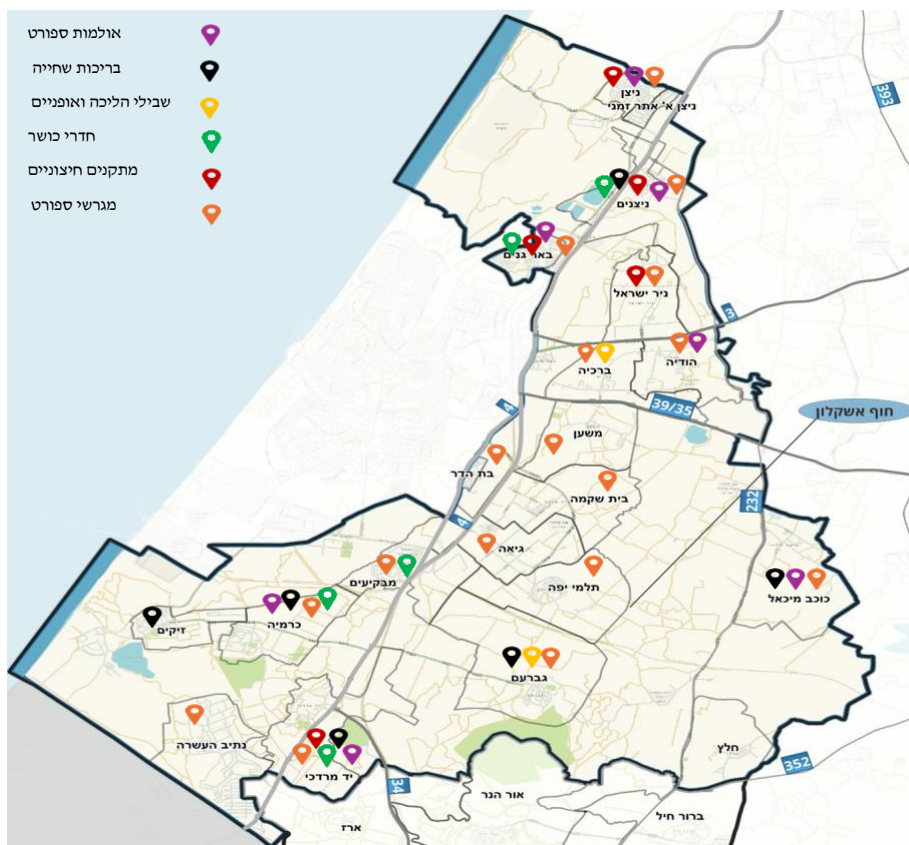 אולמות ספורט
בריכות שחייה
שבילי הליכה ואופניים
חדרי כושר
מתקנים חיצוניים
מגרשי ספורט
393
ניצן
ניצן א' אתר זמני
ניצנים
באר גנים
ניר ישראל
3
ברכיה
הודיה
4
39/35
חוף אשקלון
משען
בת הדר
בית שקמה
232
4
גיאה
מבקיעים
תלמי יפה
כוכב מיכאל
כרמיה
זיקים
גברעם
נתיב העשרה
חלץ
יד מרדכי
352
34
אור הנר
ברור חיל
ארז